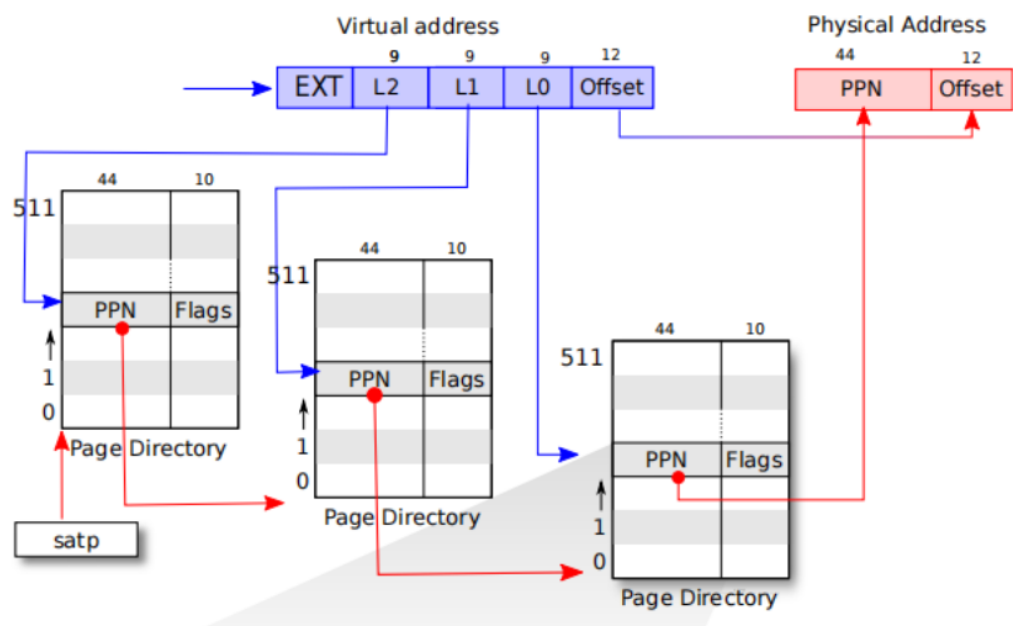 Virtual address
Physical Address
9 9 9 12
EXT L2 L1 L0 Offset
44 12
PPN Offset
44 10
511
PPN Flags
1
0
Page Directory
satp
44 10
511
PPN Flags
1
0
Page Directory
44 10
511
PPN Flags
1
0
Page Directory